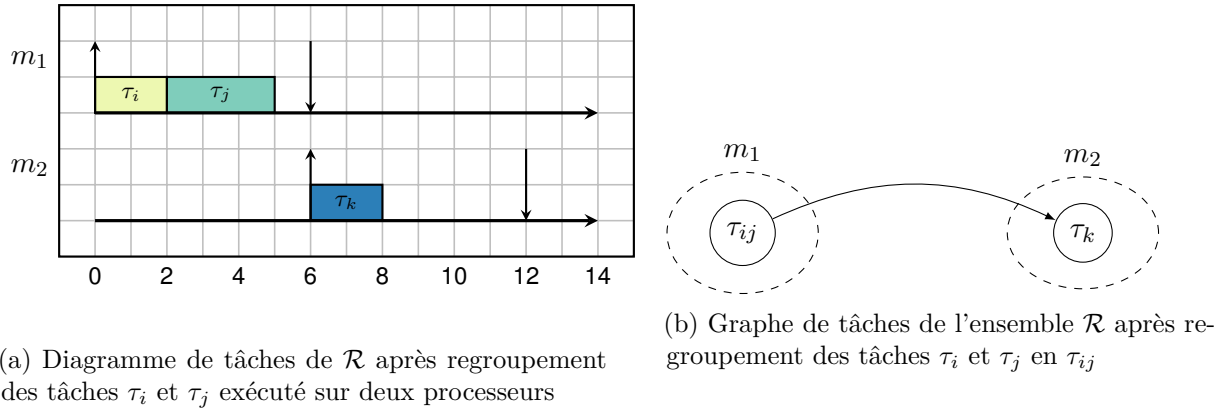 m₁
τᵢ τⱼ
m₂
τₖ
0 2 4 6 8 10 12 14
(a) Diagramme de tâches de ℛ après regroupement
des tâches τᵢ et τⱼ exécuté sur deux processeurs
m₁ m₂
τᵢⱼ τₖ
(b) Graphe de tâches de l'ensemble ℛ après re-
groupement des tâches τᵢ et τⱼ en τᵢⱼ